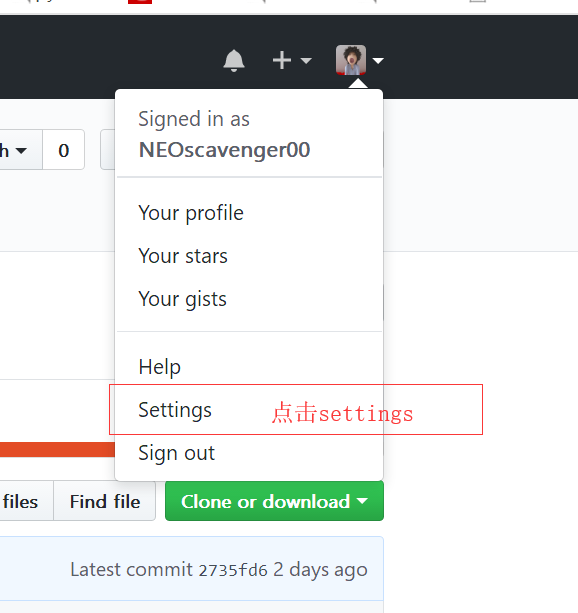 Signed in as
NEOscavenger00
0
Your profile
Your stars
Your gists
Help
Settings 点击settings
Sign out
files Find file Clone or download
Latest commit 2735fd6 2 days ago